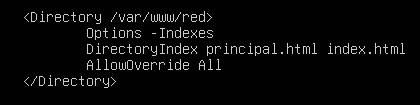 <Directory /var/www/red>
Options -Indexes
DirectoryIndex principal.html index.html
AllowOverride All
</Directory>